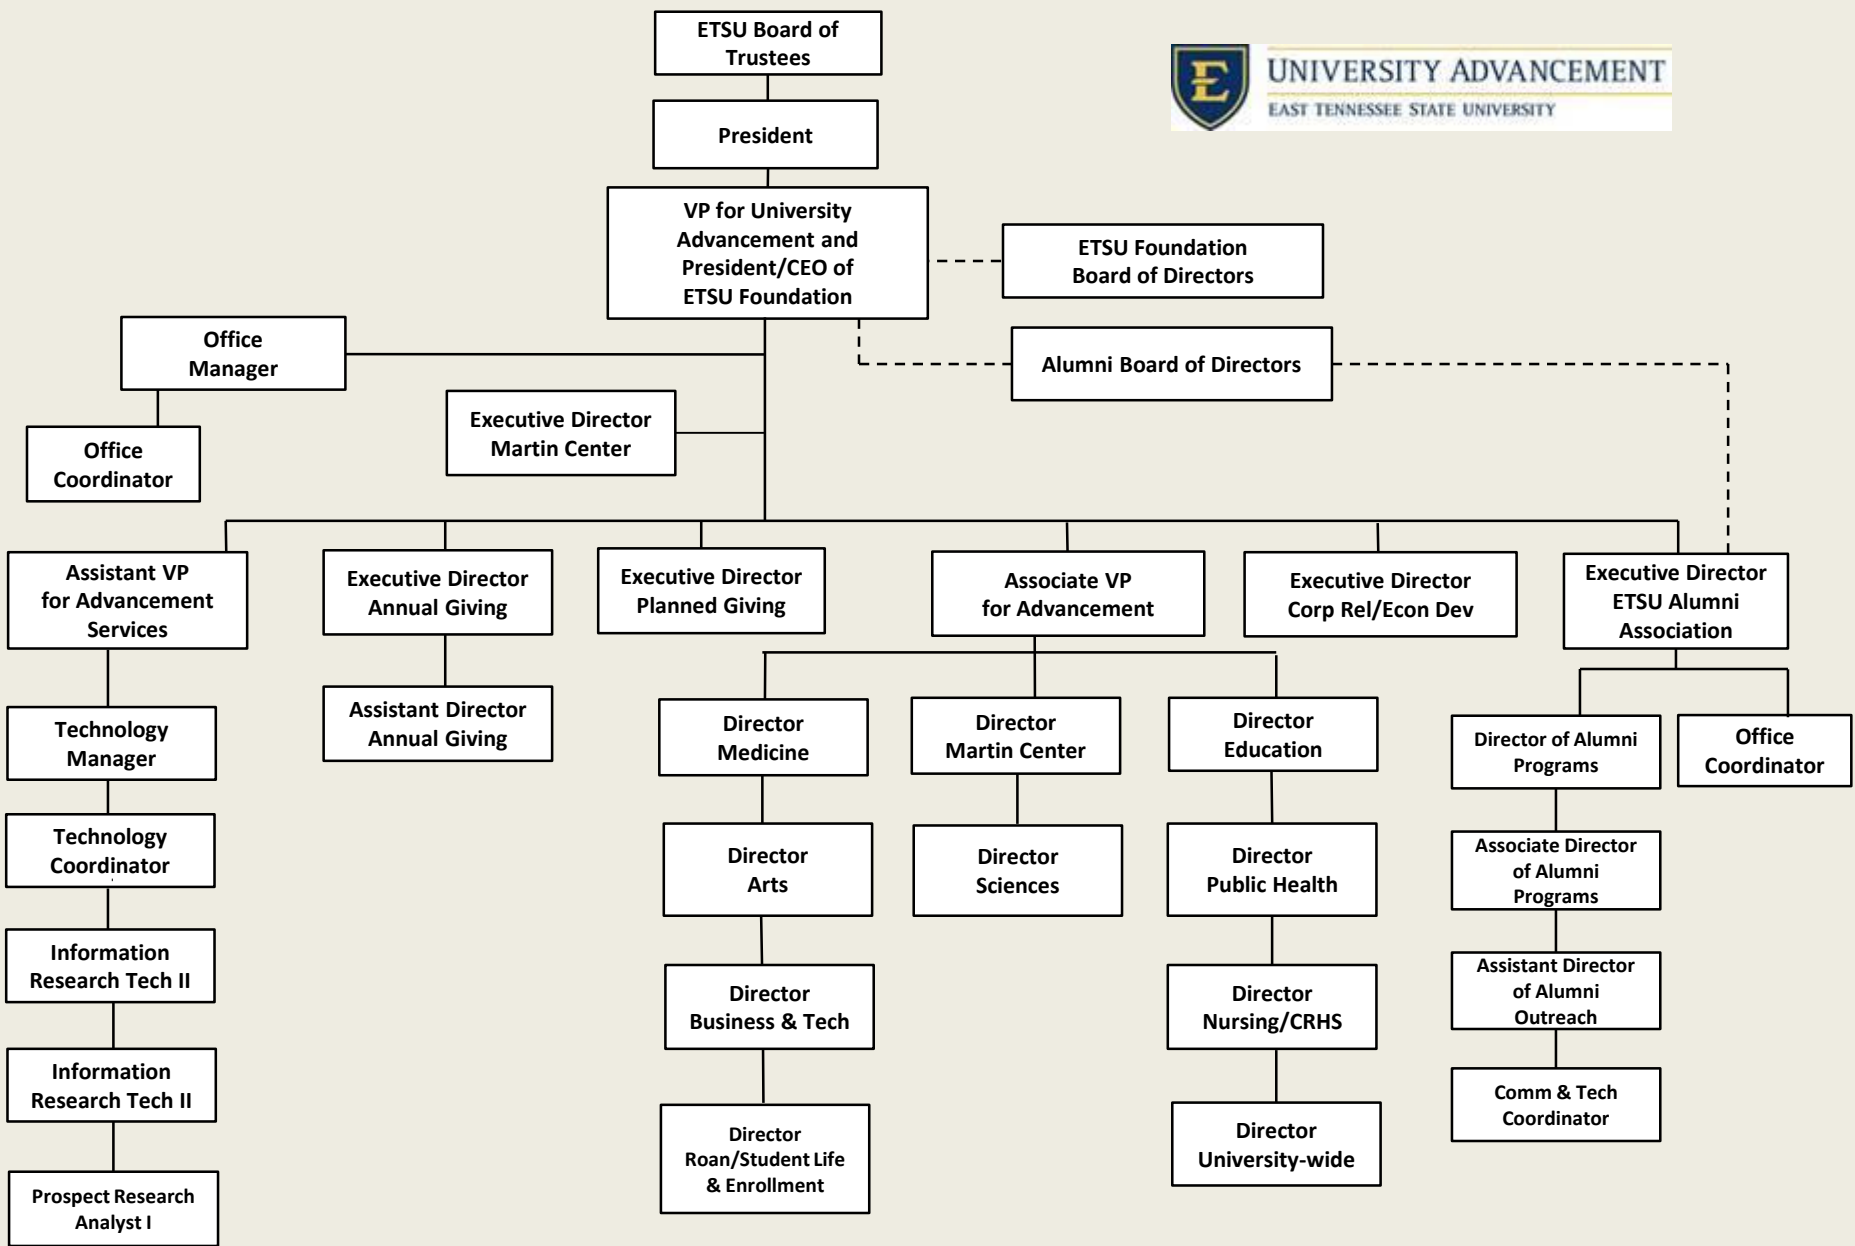 ETSU Board of
Trustees
UNIVERSITY ADVANCEMENT
EAST TENNESSEE STATE UNIVERSITY
E
President
VP for University
Advancement and
President/CEO of
ETSU Foundation
ETSU Foundation
Board of Directors
Office
Manager
Alumni Board of Directors
Executive Director
Martin Center
Office
Coordinator
Assistant VP
for Advancement
Services
Executive Director
Annual Giving
Executive Director
Planned Giving
Associate VP
for Advancement
Executive Director
Corp Rel/Econ Dev
Executive Director
ETSU Alumni
Association
Technology
Manager
Assistant Director
Annual Giving
Director
Medicine
Director
Martin Center
Director
Education
Director of Alumni
Programs
Office
Coordinator
Technology
Coordinator
Director
Arts
Director
Sciences
Director
Public Health
Associate Director
of Alumni
Programs
Information
Research Tech II
Director
Business & Tech
Director
Nursing/CRHS
Assistant Director
of Alumni
Outreach
Information
Research Tech II
Director
Roan/Student Life
& Enrollment
Director
University-wide
Comm & Tech
Coordinator
Prospect Research
Analyst I